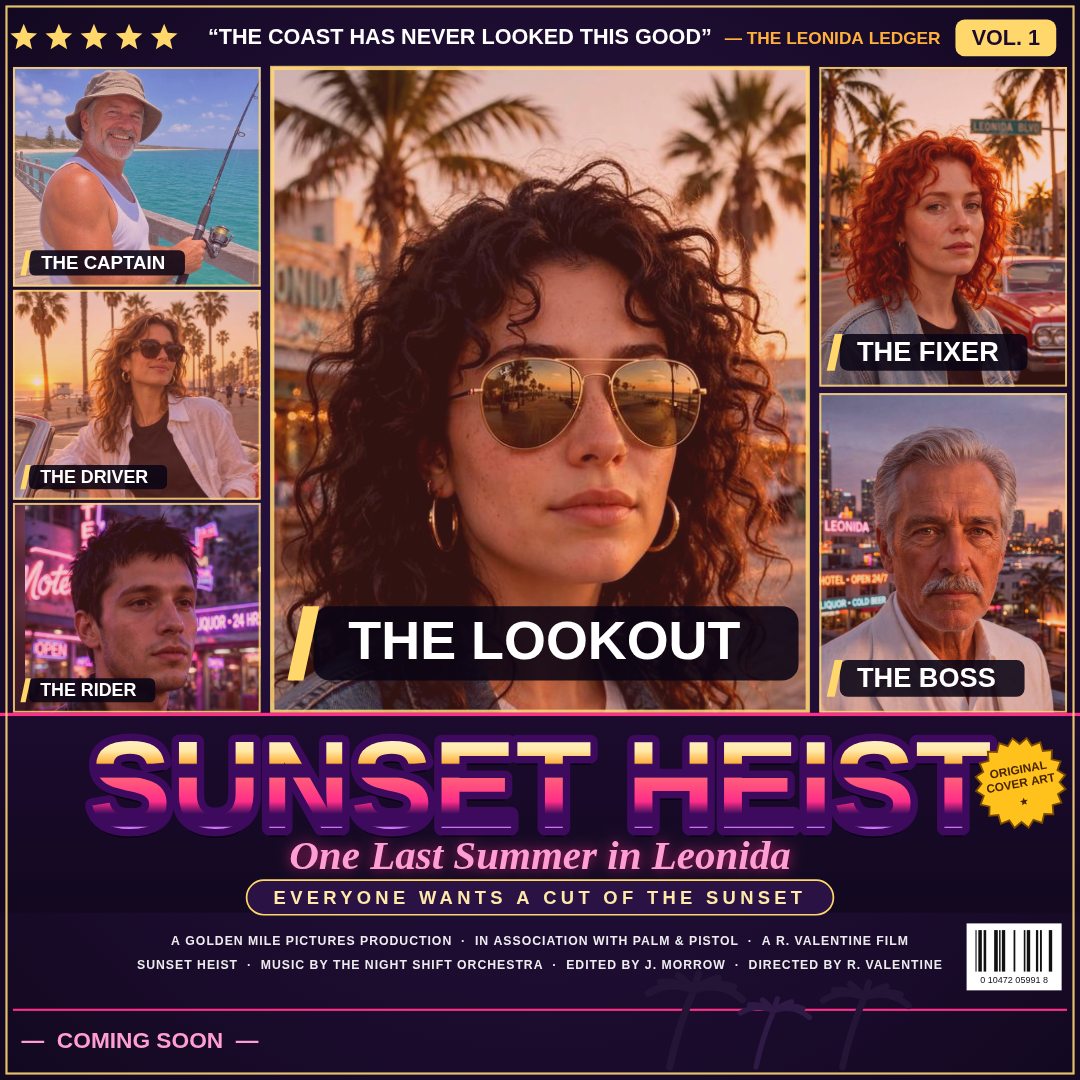 “THE COAST HAS NEVER LOOKED THIS GOOD” — THE LEONIDA LEDGER
VOL. 1
THE CAPTAIN
THE DRIVER
Mote
OPEN
LIQUOR • 24 HR
THE RIDER
ONIDA
THE LOOKOUT
LEONIDA BLVD
THE FIXER
LEONIDA
HOTEL • OPEN 24/7
LIQUOR • COLD BEER
THE BOSS
SUNSET HEIST
ORIGINAL
COVER ART
One Last Summer in Leonida
EVERYONE WANTS A CUT OF THE SUNSET
A GOLDEN MILE PICTURES PRODUCTION · IN ASSOCIATION WITH PALM & PISTOL · A R. VALENTINE FILM
SUNSET HEIST · MUSIC BY THE NIGHT SHIFT ORCHESTRA · EDITED BY J. MORROW · DIRECTED BY R. VALENTINE
0 10472 05991 8
— COMING SOON —